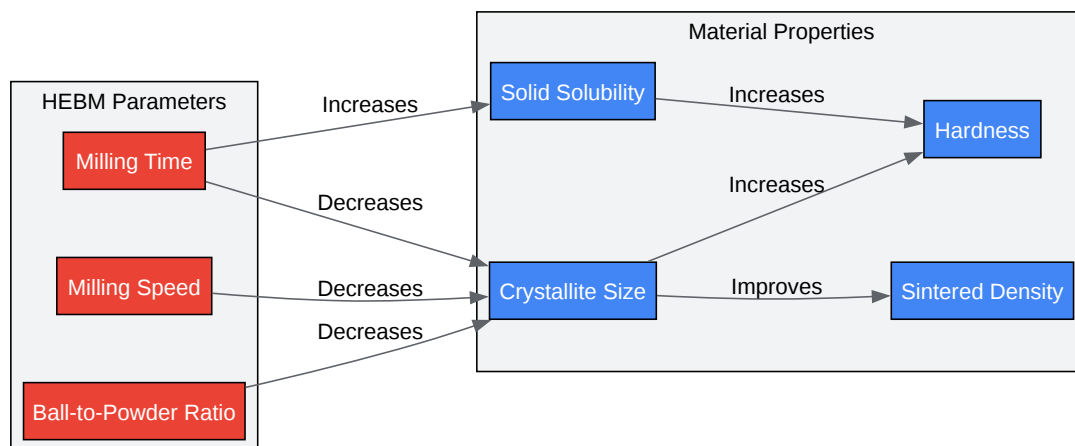 Material Properties
HEBM Parameters
Milling Time
Milling Speed
Ball-to-Powder Ratio
Increases
Decreases
Decreases
Decreases
Solid Solubility
Crystallite Size
Increases
Increases
Improves
Hardness
Sintered Density